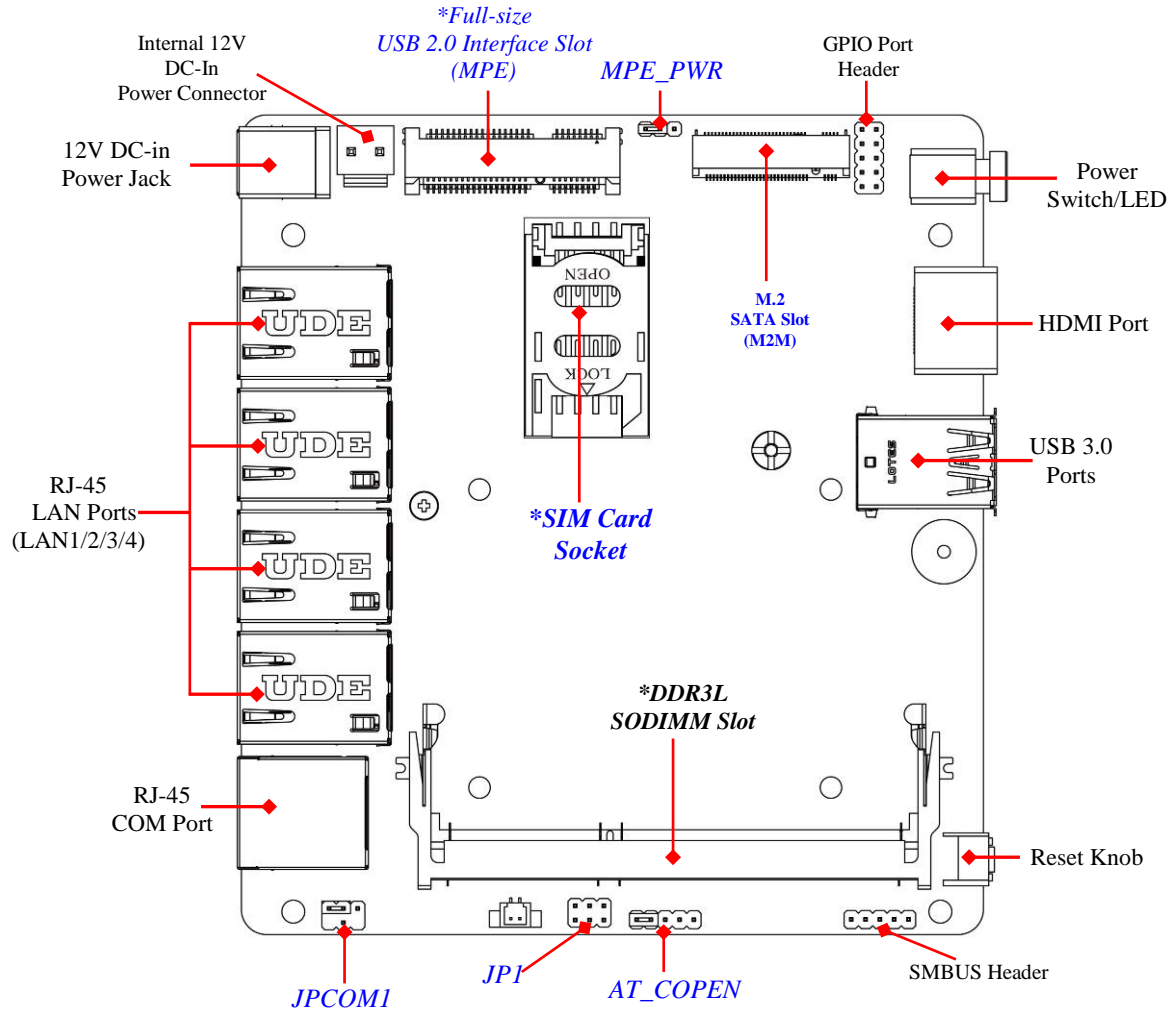 *Full-size
USB 2.0 Interface Slot
(MPE)
Internal 12V
DC-In
Power Connector
MPE_PWR
GPIO Port
Header
12V DC-in
Power Jack
Power
Switch/LED
OPEN
LOCK
M.2
SATA Slot
(M2M)
HDMI Port
UDE
UDE
UDE
UDE
LOTES
USB 3.0
Ports
RJ-45
LAN Ports
(LAN1/2/3/4)
*SIM Card
Socket
*DDR3L
SODIMM Slot
RJ-45
COM Port
Reset Knob
JPCOM1
JP1
AT_COPEN
SMBUS Header